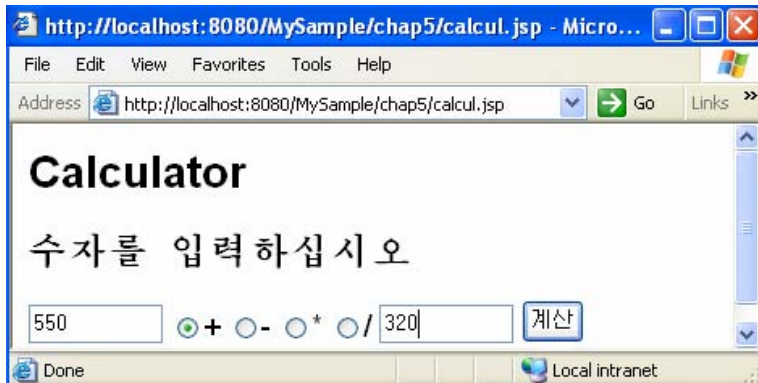 http://localhost:8080/MySample/chap5/calcul.jsp - Micro...
File Edit View Favorites Tools Help
Address http://localhost:8080/MySample/chap5/calcul.jsp Go Links »
Calculator
수자를 입력하십시오
550 + - * / 320 계산
Done Local intranet